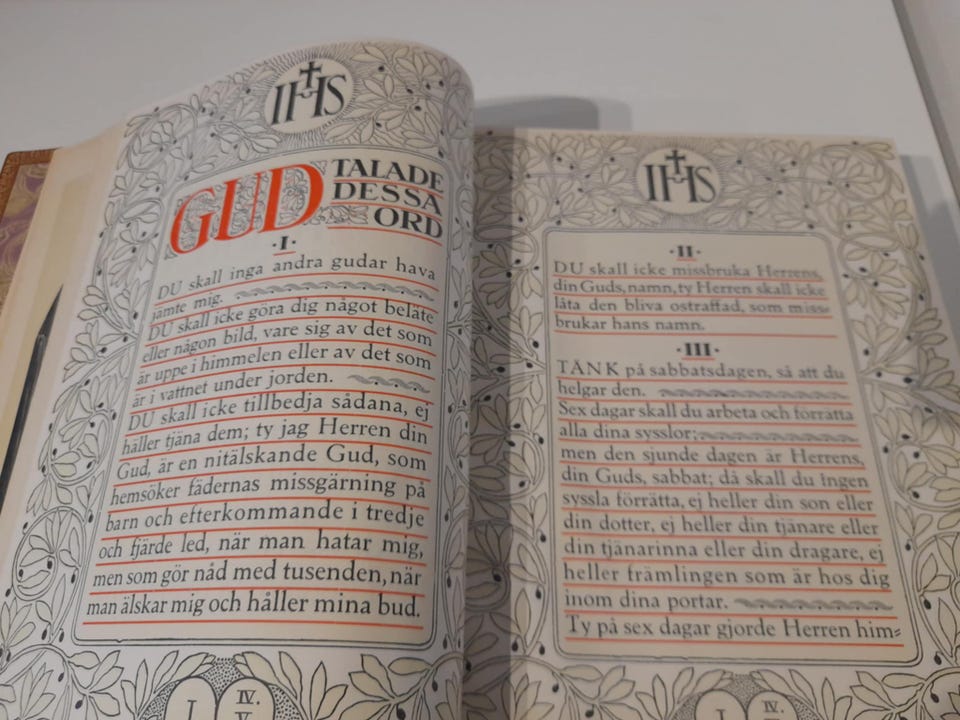 IHS
GUD TALADE
DESSA
ORD
·I·
DU skall inga andra gudar hava
jämte mig.
DU skall icke göra dig något beläte
eller någon bild, vare sig av det som
är uppe i himmelen eller av det som
är i vattnet under jorden.
DU skall icke tillbedja sådana, ej
häller tjäna dem; ty jag Herren din
Gud, är en nitälskande Gud, som
hemsöker fädernas missgärning på
barn och efterkommande i tredje
och fjärde led, när man hatar mig,
men som gör nåd med tusenden, när
man älskar mig och håller mina bud.
I
IV.
V.
IHS
·II·
DU skall icke missbruka Herrens,
din Guds, namn, ty Herren skall icke
låta den bliva ostraffad, som miss=
brukar hans namn.
·III·
TÄNK på sabbatsdagen, så att du
helgar den.
Sex dagar skall du arbeta och förrätta
alla dina sysslor;
men den sjunde dagen är Herrens,
din Guds, sabbat; då skall du ingen
syssla förrätta, ej heller din son eller
din dotter, ej heller din tjänare eller
din tjänarinna eller din dragare, ej
heller främlingen som är hos dig
inom dina portar.
Ty på sex dagar gjorde Herren him=
I
IV.